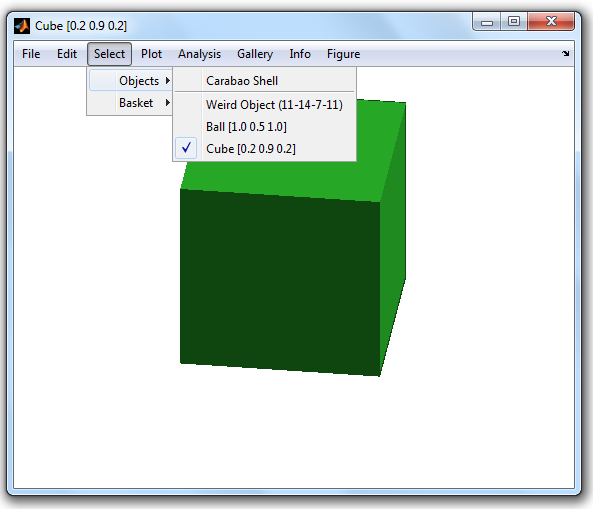 Cube [0.2 0.9 0.2]
File Edit Select Plot Analysis Gallery Info Figure
Objects
Basket
Carabao Shell
Weird Object (11-14-7-11)
Ball [1.0 0.5 1.0]
Cube [0.2 0.9 0.2]